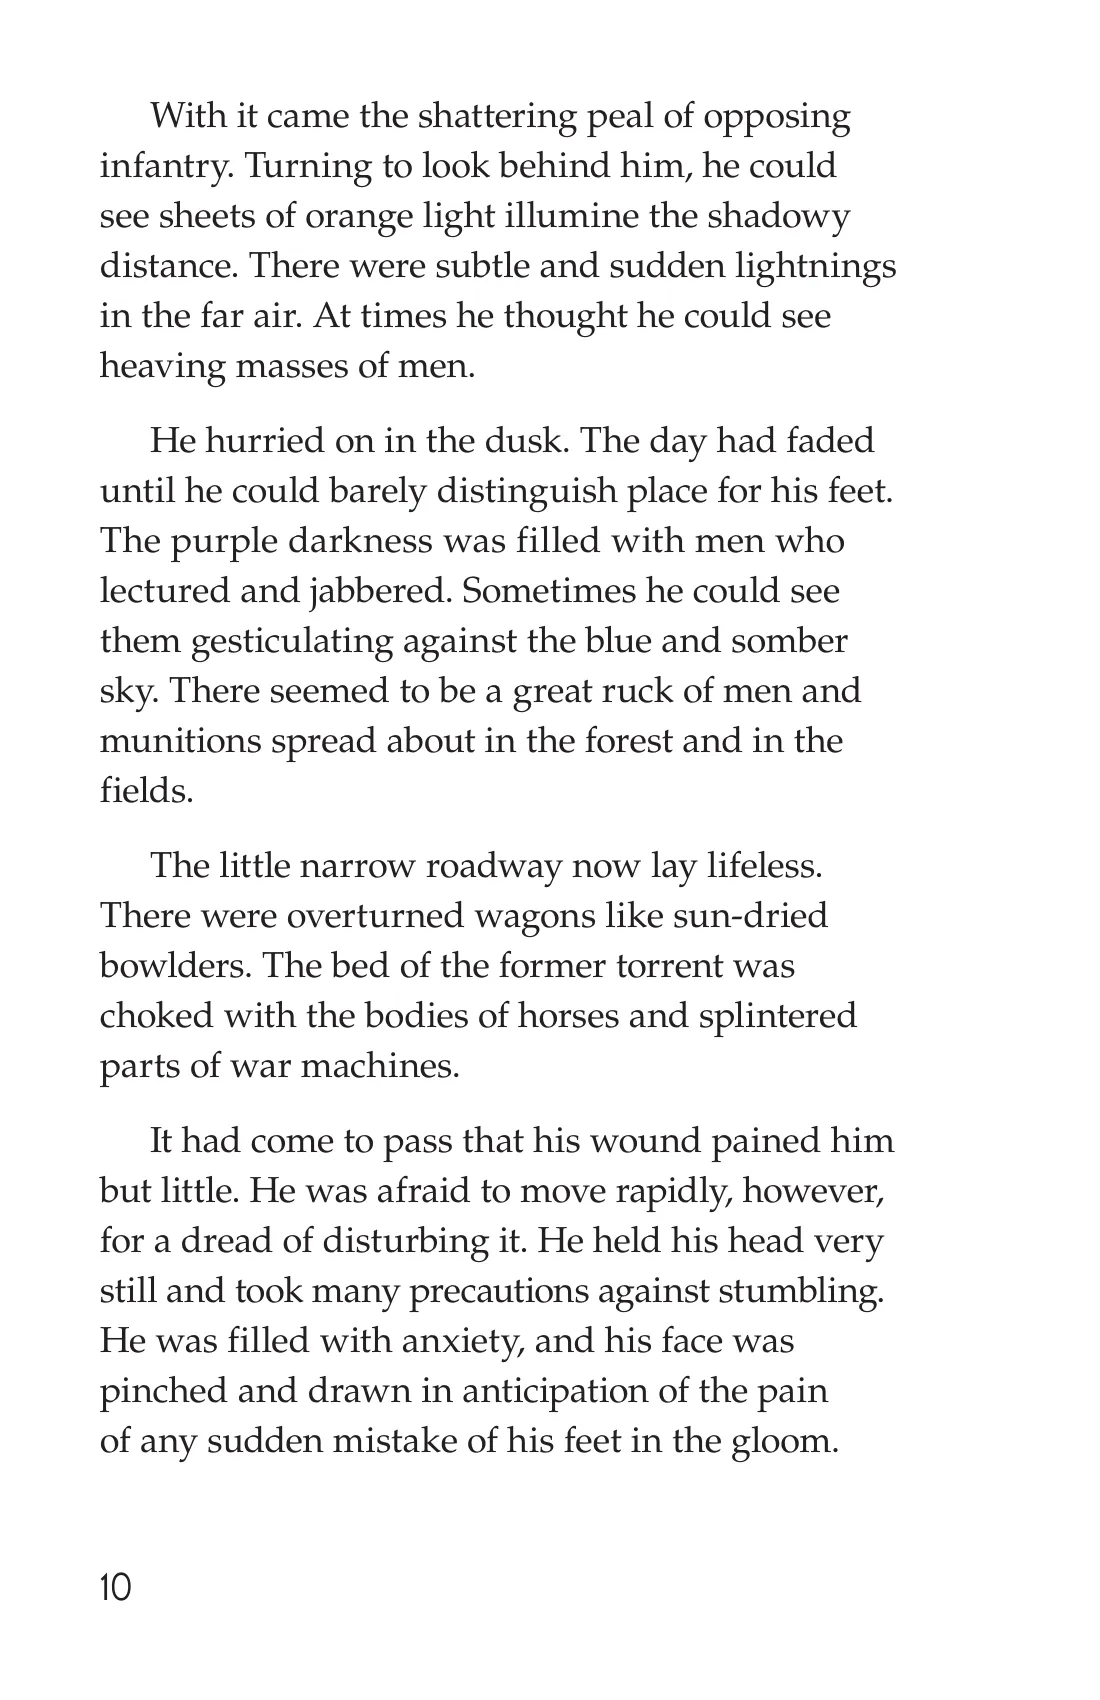 With it came the shattering peal of opposing
infantry. Turning to look behind him, he could
see sheets of orange light illumine the shadowy
distance. There were subtle and sudden lightnings
in the far air. At times he thought he could see
heaving masses of men.
He hurried on in the dusk. The day had faded
until he could barely distinguish place for his feet.
The purple darkness was filled with men who
lectured and jabbered. Sometimes he could see
them gesticulating against the blue and somber
sky. There seemed to be a great ruck of men and
munitions spread about in the forest and in the
fields.
The little narrow roadway now lay lifeless.
There were overturned wagons like sun-dried
bowlders. The bed of the former torrent was
choked with the bodies of horses and splintered
parts of war machines.
It had come to pass that his wound pained him
but little. He was afraid to move rapidly, however,
for a dread of disturbing it. He held his head very
still and took many precautions against stumbling.
He was filled with anxiety, and his face was
pinched and drawn in anticipation of the pain
of any sudden mistake of his feet in the gloom.
10